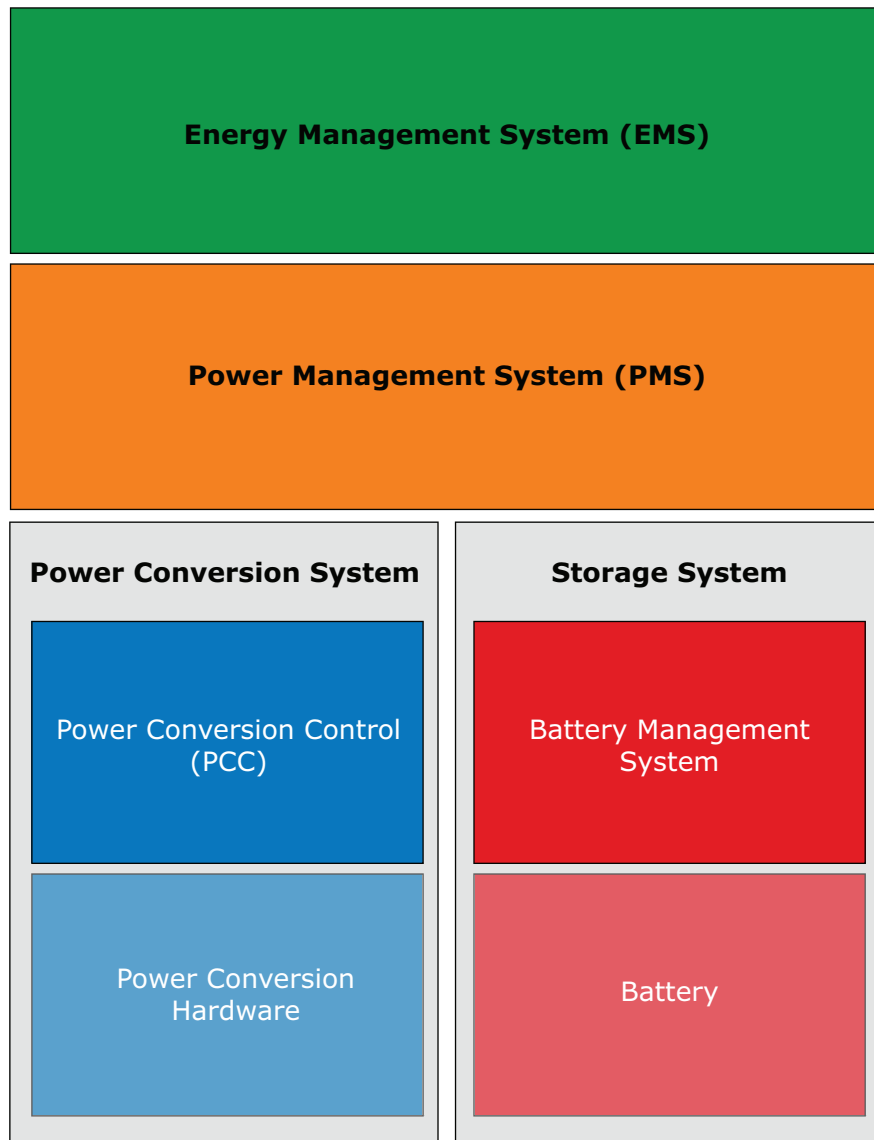 Energy Management System (EMS)
Power Management System (PMS)
Power Conversion System
Power Conversion Control
(PCC)
Power Conversion
Hardware
Storage System
Battery Management
System
Battery